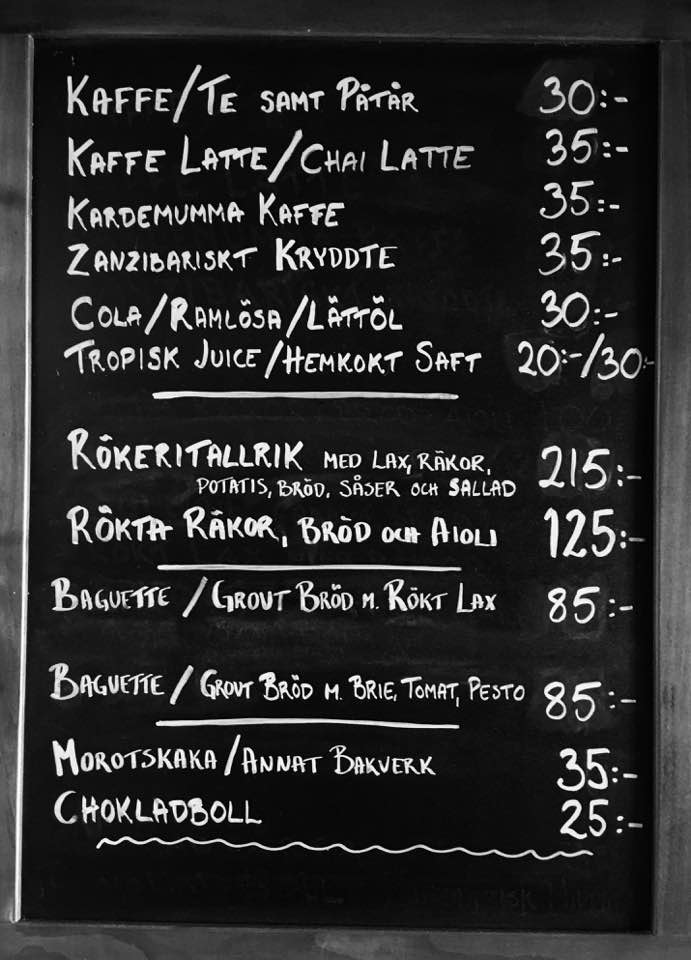 KAFFE/TE SAMT PÅTÅR 30:-
KAFFE LATTE/CHAI LATTE 35:-
KARDEMUMMA KAFFE 35:-
ZANZIBARISKT KRYDDTE 35:-
COLA/RAMLÖSA/LÄTTÖL 30:-
TROPISK JUICE/HEMKOKT SAFT 20:-/30:-
RÖKERITALLRIK MED LAX, RÄKOR, 215:-
POTATIS, BRÖD, SÅSER OCH SALLAD
RÖKTA RÄKOR, BRÖD OCH AIOLI 125:-
BAGUETTE / GROVT BRÖD M. RÖKT LAX 85:-
BAGUETTE / GROVT BRÖD M. BRIE, TOMAT, PESTO 85:-
MOROTSKAKA/ANNAT BAKVERK 35:-
CHOKLADBOLL 25:-